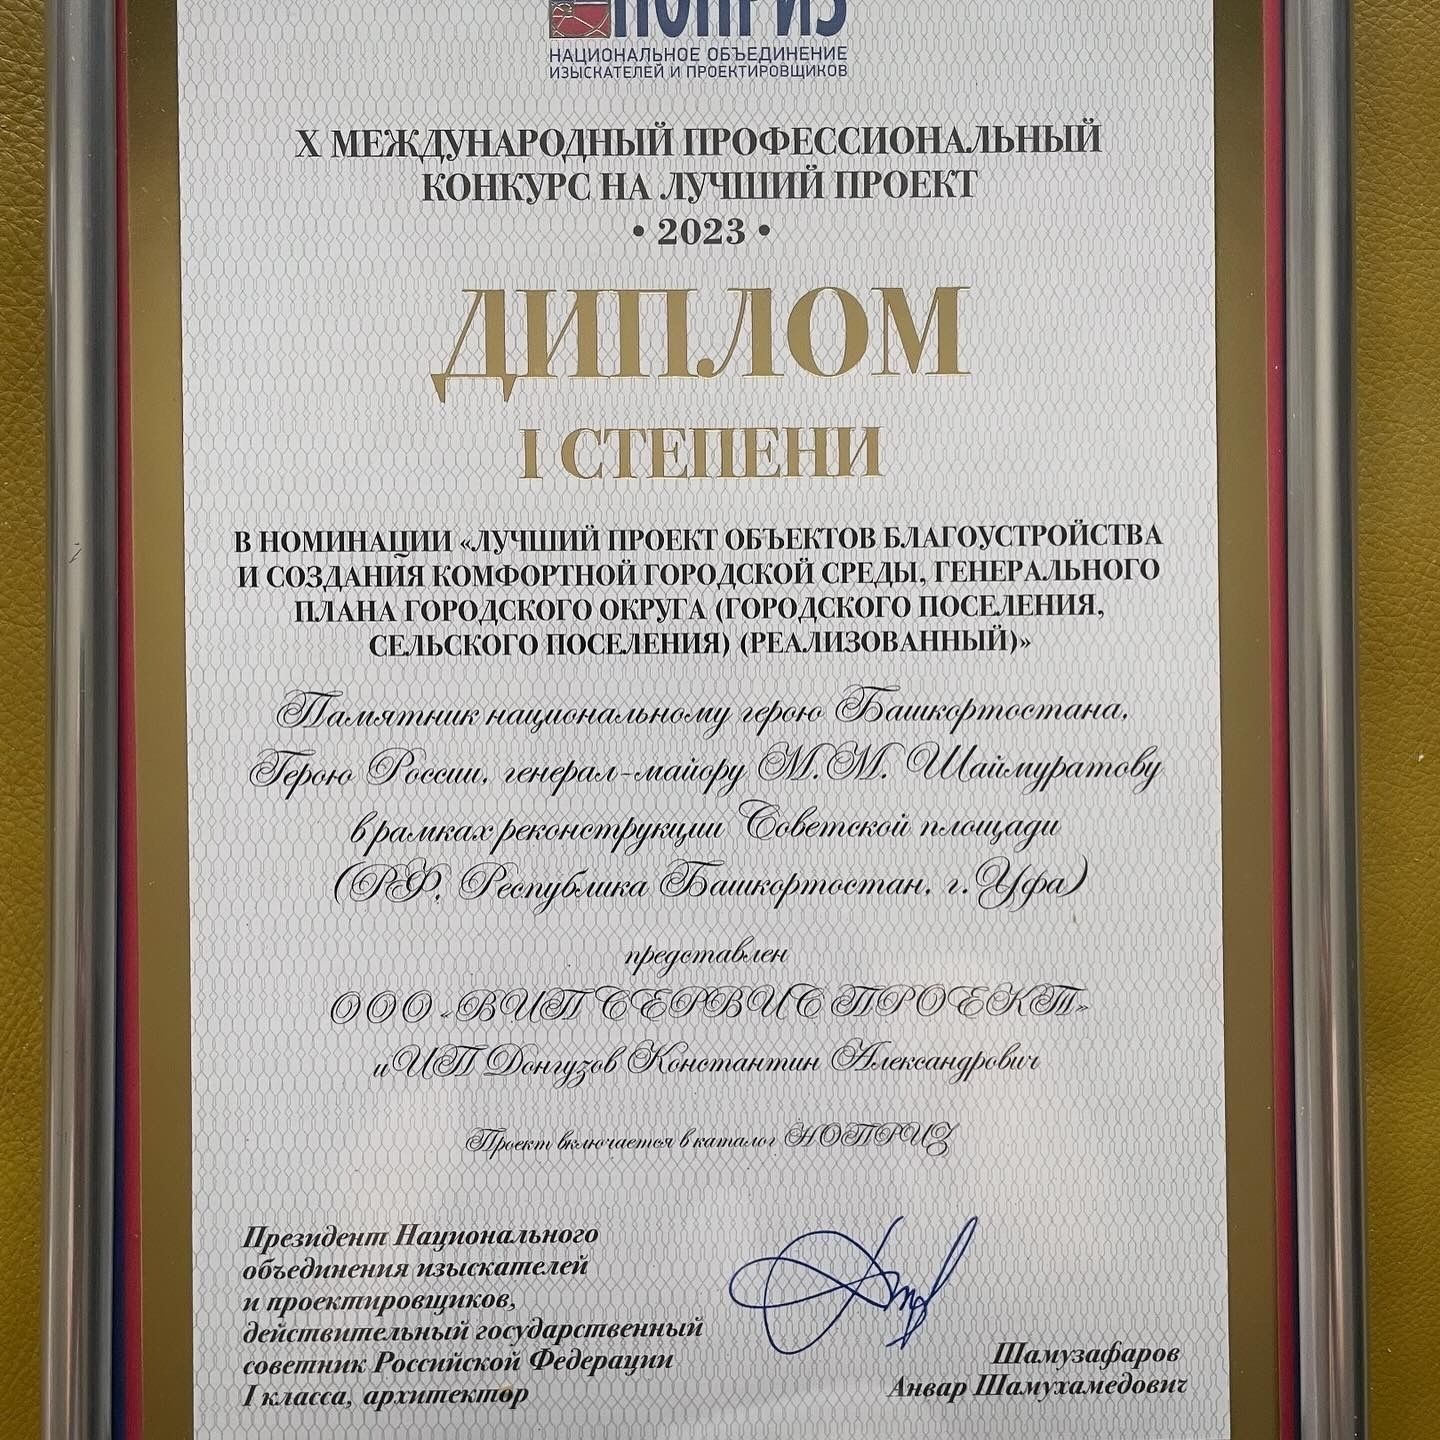 НОПРИЗ
НАЦИОНАЛЬНОЕ ОБЪЕДИНЕНИЕ
ИЗЫСКАТЕЛЕЙ И ПРОЕКТИРОВЩИКОВ
X МЕЖДУНАРОДНЫЙ ПРОФЕССИОНАЛЬНЫЙ
КОНКУРС НА ЛУЧШИЙ ПРОЕКТ
• 2023 •
ДИПЛОМ
I СТЕПЕНИ
В НОМИНАЦИИ «ЛУЧШИЙ ПРОЕКТ ОБЪЕКТОВ БЛАГОУСТРОЙСТВА
И СОЗДАНИЯ КОМФОРТНОЙ ГОРОДСКОЙ СРЕДЫ, ГЕНЕРАЛЬНОГО
ПЛАНА ГОРОДСКОГО ОКРУГА (ГОРОДСКОГО ПОСЕЛЕНИЯ,
СЕЛЬСКОГО ПОСЕЛЕНИЯ) (РЕАЛИЗОВАННЫЙ)»
Памятник национальному герою Башкортостана,
Герою России, генерал-майору М.М. Шаймуратову
в рамках реконструкции Советской площади
(РФ, Республика Башкортостан, г. Уфа)
представлен
ООО «ВИП СЕРВИС ПРОЕКТ»
и ИП Донгузов Константин Александрович
Проект включается в каталог НОПРИЗ
Президент Национального
объединения изыскателей
и проектировщиков,
действительный государственный
советник Российской Федерации
I класса, архитектор
Шамузафаров
Анвар Шамухамедович